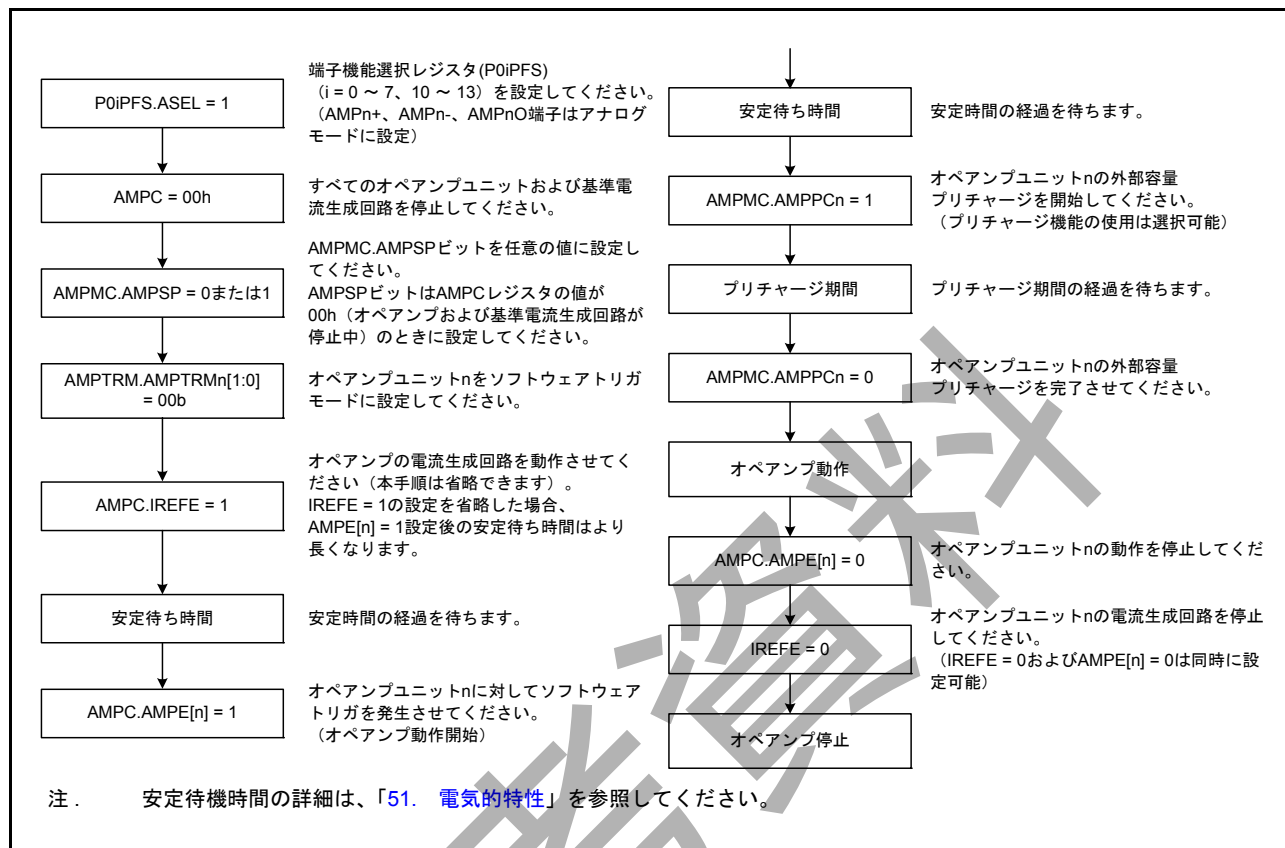 P0iPFS.ASEL = 1
端子機能選択レジスタ(P0iPFS)
（i = 0 ～ 7、10 ～ 13）を設定してください。
（AMPn+、AMPn-、AMPnO端子はアナログ
モードに設定）
AMPC = 00h
すべてのオペアンプユニットおよび基準電
流生成回路を停止してください。
AMPMC.AMPSP = 0または1
AMPMC.AMPSPビットを任意の値に設定し
てください。
AMPSPビットはAMPCレジスタの値が
00h（オペアンプおよび基準電流生成回路が
停止中）のときに設定してください。
AMPTRM.AMPTRMn[1:0]
= 00b
オペアンプユニットnをソフトウェアトリガ
モードに設定してください。
AMPC.IREFE = 1
オペアンプの電流生成回路を動作させてく
ださい（本手順は省略できます）。
IREFE = 1の設定を省略した場合、
AMPE[n] = 1設定後の安定待ち時間はより
長くなります。
安定待ち時間
安定時間の経過を待ちます。
AMPC.AMPE[n] = 1
オペアンプユニットnに対してソフトウェア
トリガを発生させてください。
（オペアンプ動作開始）
安定待ち時間
安定時間の経過を待ちます。
AMPMC.AMPPCn = 1
オペアンプユニットnの外部容量
プリチャージを開始してください。
（プリチャージ機能の使用は選択可能）
プリチャージ期間
プリチャージ期間の経過を待ちます。
AMPMC.AMPPCn = 0
オペアンプユニットnの外部容量
プリチャージを完了させてください。
オペアンプ動作
AMPC.AMPE[n] = 0
オペアンプユニットnの動作を停止してくだ
さい。
IREFE = 0
オペアンプユニットnの電流生成回路を停止
してください。
（IREFE = 0およびAMPE[n] = 0は同時に設
定可能）
オペアンプ停止
注． 安定待機時間の詳細は、「51. 電気的特性」を参照してください。
考資料